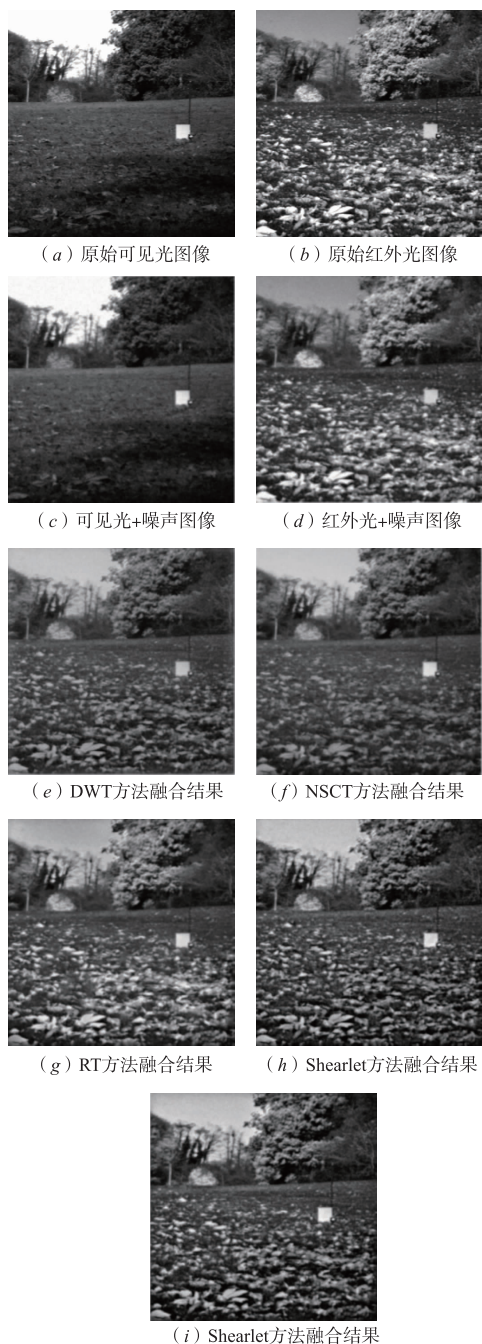 （a）原始可见光图像
（b）原始红外光图像
（c）可见光+噪声图像
（d）红外光+噪声图像
（e）DWT方法融合结果
（f）NSCT方法融合结果
（g）RT方法融合结果
（h）Shearlet方法融合结果
（i）Shearlet方法融合结果